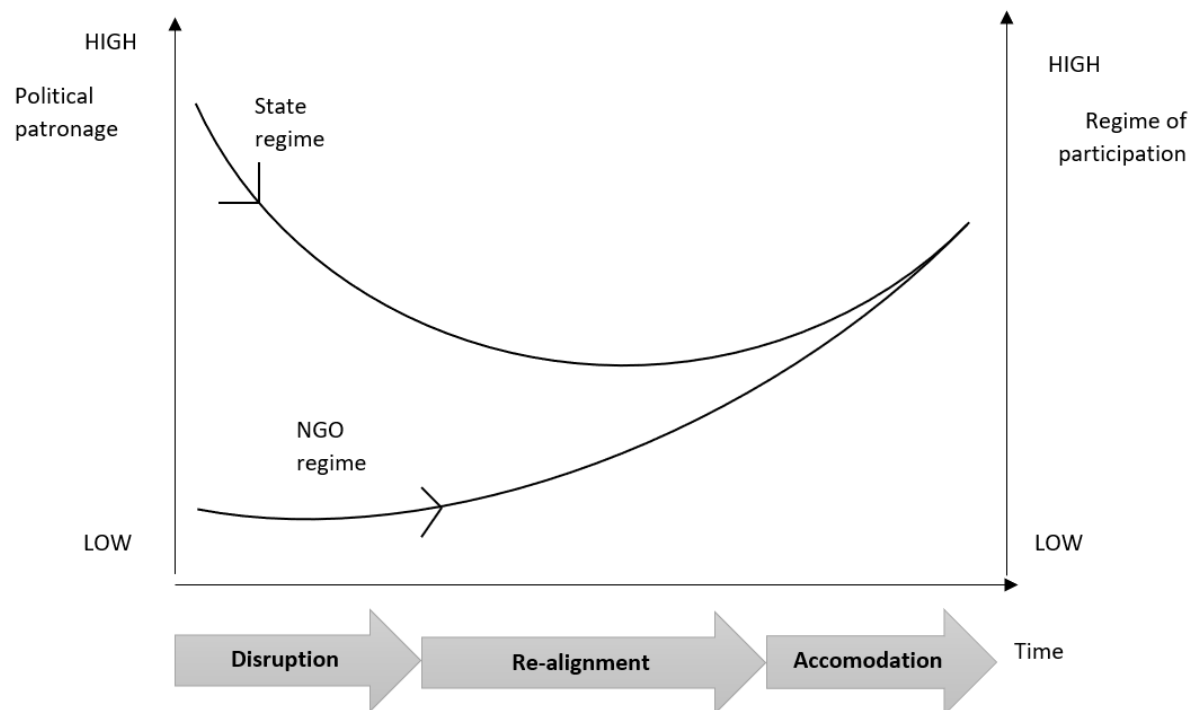 HIGH
Political
patronage
State
regime
HIGH
Regime of
participation
NGO
regime
LOW
LOW
Disruption
Re-alignment
Accomodation
Time